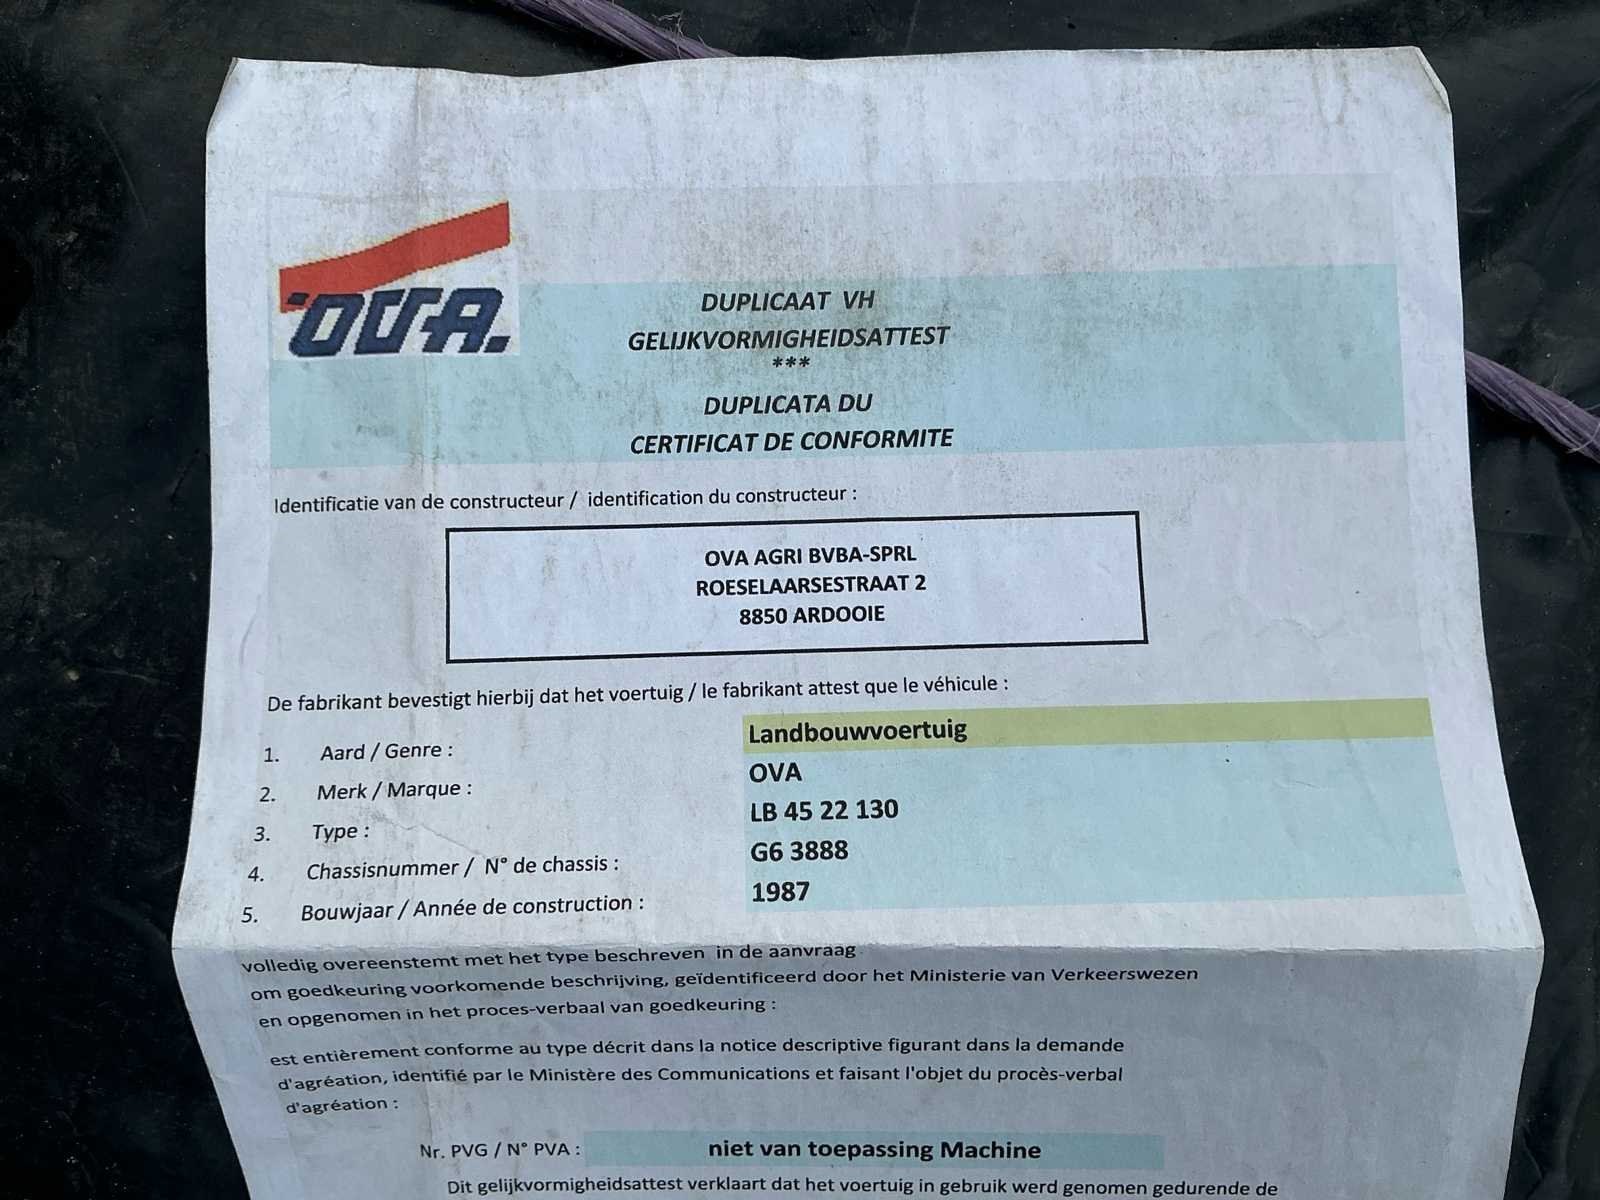 OVA.
DUPLICAAT VH
GELIJKVORMIGHEIDSATTEST
***
DUPLICATA DU
CERTIFICAT DE CONFORMITE
Identificatie van de constructeur / identification du constructeur :
OVA AGRI BVBA-SPRL
ROESELAARSESTRAAT 2
8850 ARDOOIE
De fabrikant bevestigt hierbij dat het voertuig / le fabrikant attest que le véhicule :
1. Aard / Genre : Landbouwvoertuig
2. Merk / Marque : OVA
3. Type : LB 45 22 130
4. Chassisnummer / N° de chassis : G6 3888
5. Bouwjaar / Année de construction : 1987
volledig overeenstemt met het type beschreven in de aanvraag
om goedkeuring voorkomende beschrijving, geïdentificeerd door het Ministerie van Verkeerswezen
en opgenomen in het proces-verbaal van goedkeuring :
est entièrement conforme au type décrit dans la notice descriptive figurant dans la demande
d'agréation, identifié par le Ministère des Communications et faisant l'objet du procès-verbal
d'agréation :
Nr. PVG / N° PVA : niet van toepassing Machine
Dit gelijkvormigheidsattest verklaart dat het voertuig in gebruik werd genomen gedurende de